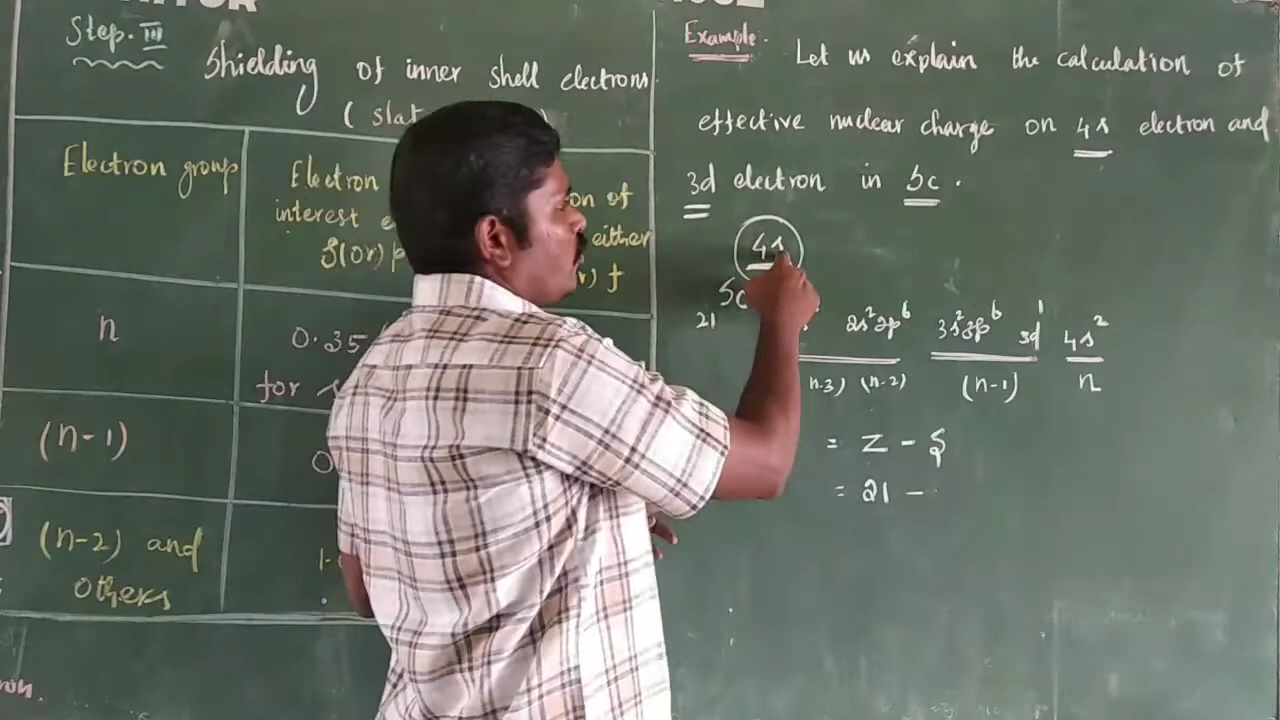 Step. III
Shielding of inner shell electrons.
( slat )
Electron group
Electron
interest
S(or) p
on of
either
) f
n
0.35
for s
(n-1)
0
(n-2) and
others
1.
Example.
Let us explain the calculation of
effective nuclear charge on 4s electron and
3d electron in Sc.
4s
Sc
21
2s² 2p⁶ 3s² 3p⁶ 3d¹ 4s²
n-3) (n-2) (n-1) n
= Z - S
= 21 -